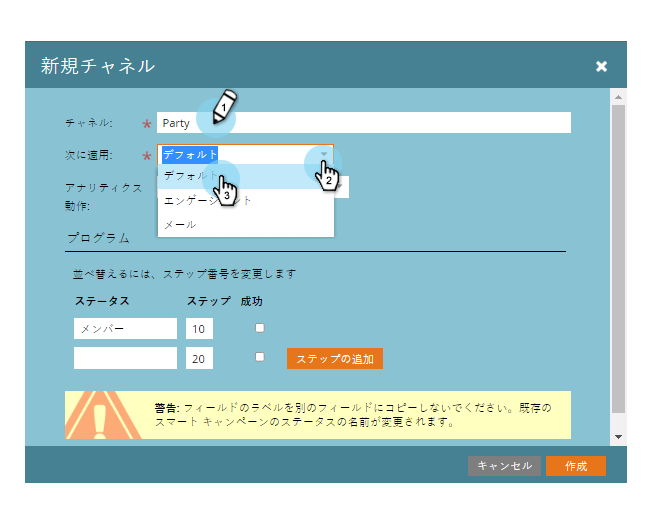 新規チャネル
チャネル: * Party
1
次に適用: * デフォルト
2
デフォルト
3
アナリティクス
動作:
エンゲージメント
メール
プログラム
並べ替えるには、ステップ番号を変更します
ステータス ステップ 成功
メンバー 10
20 ステップの追加
警告: フィールドのラベルを別のフィールドにコピーしないでください。既存の
スマート キャンペーンのステータスの名前が変更されます。
キャンセル 作成